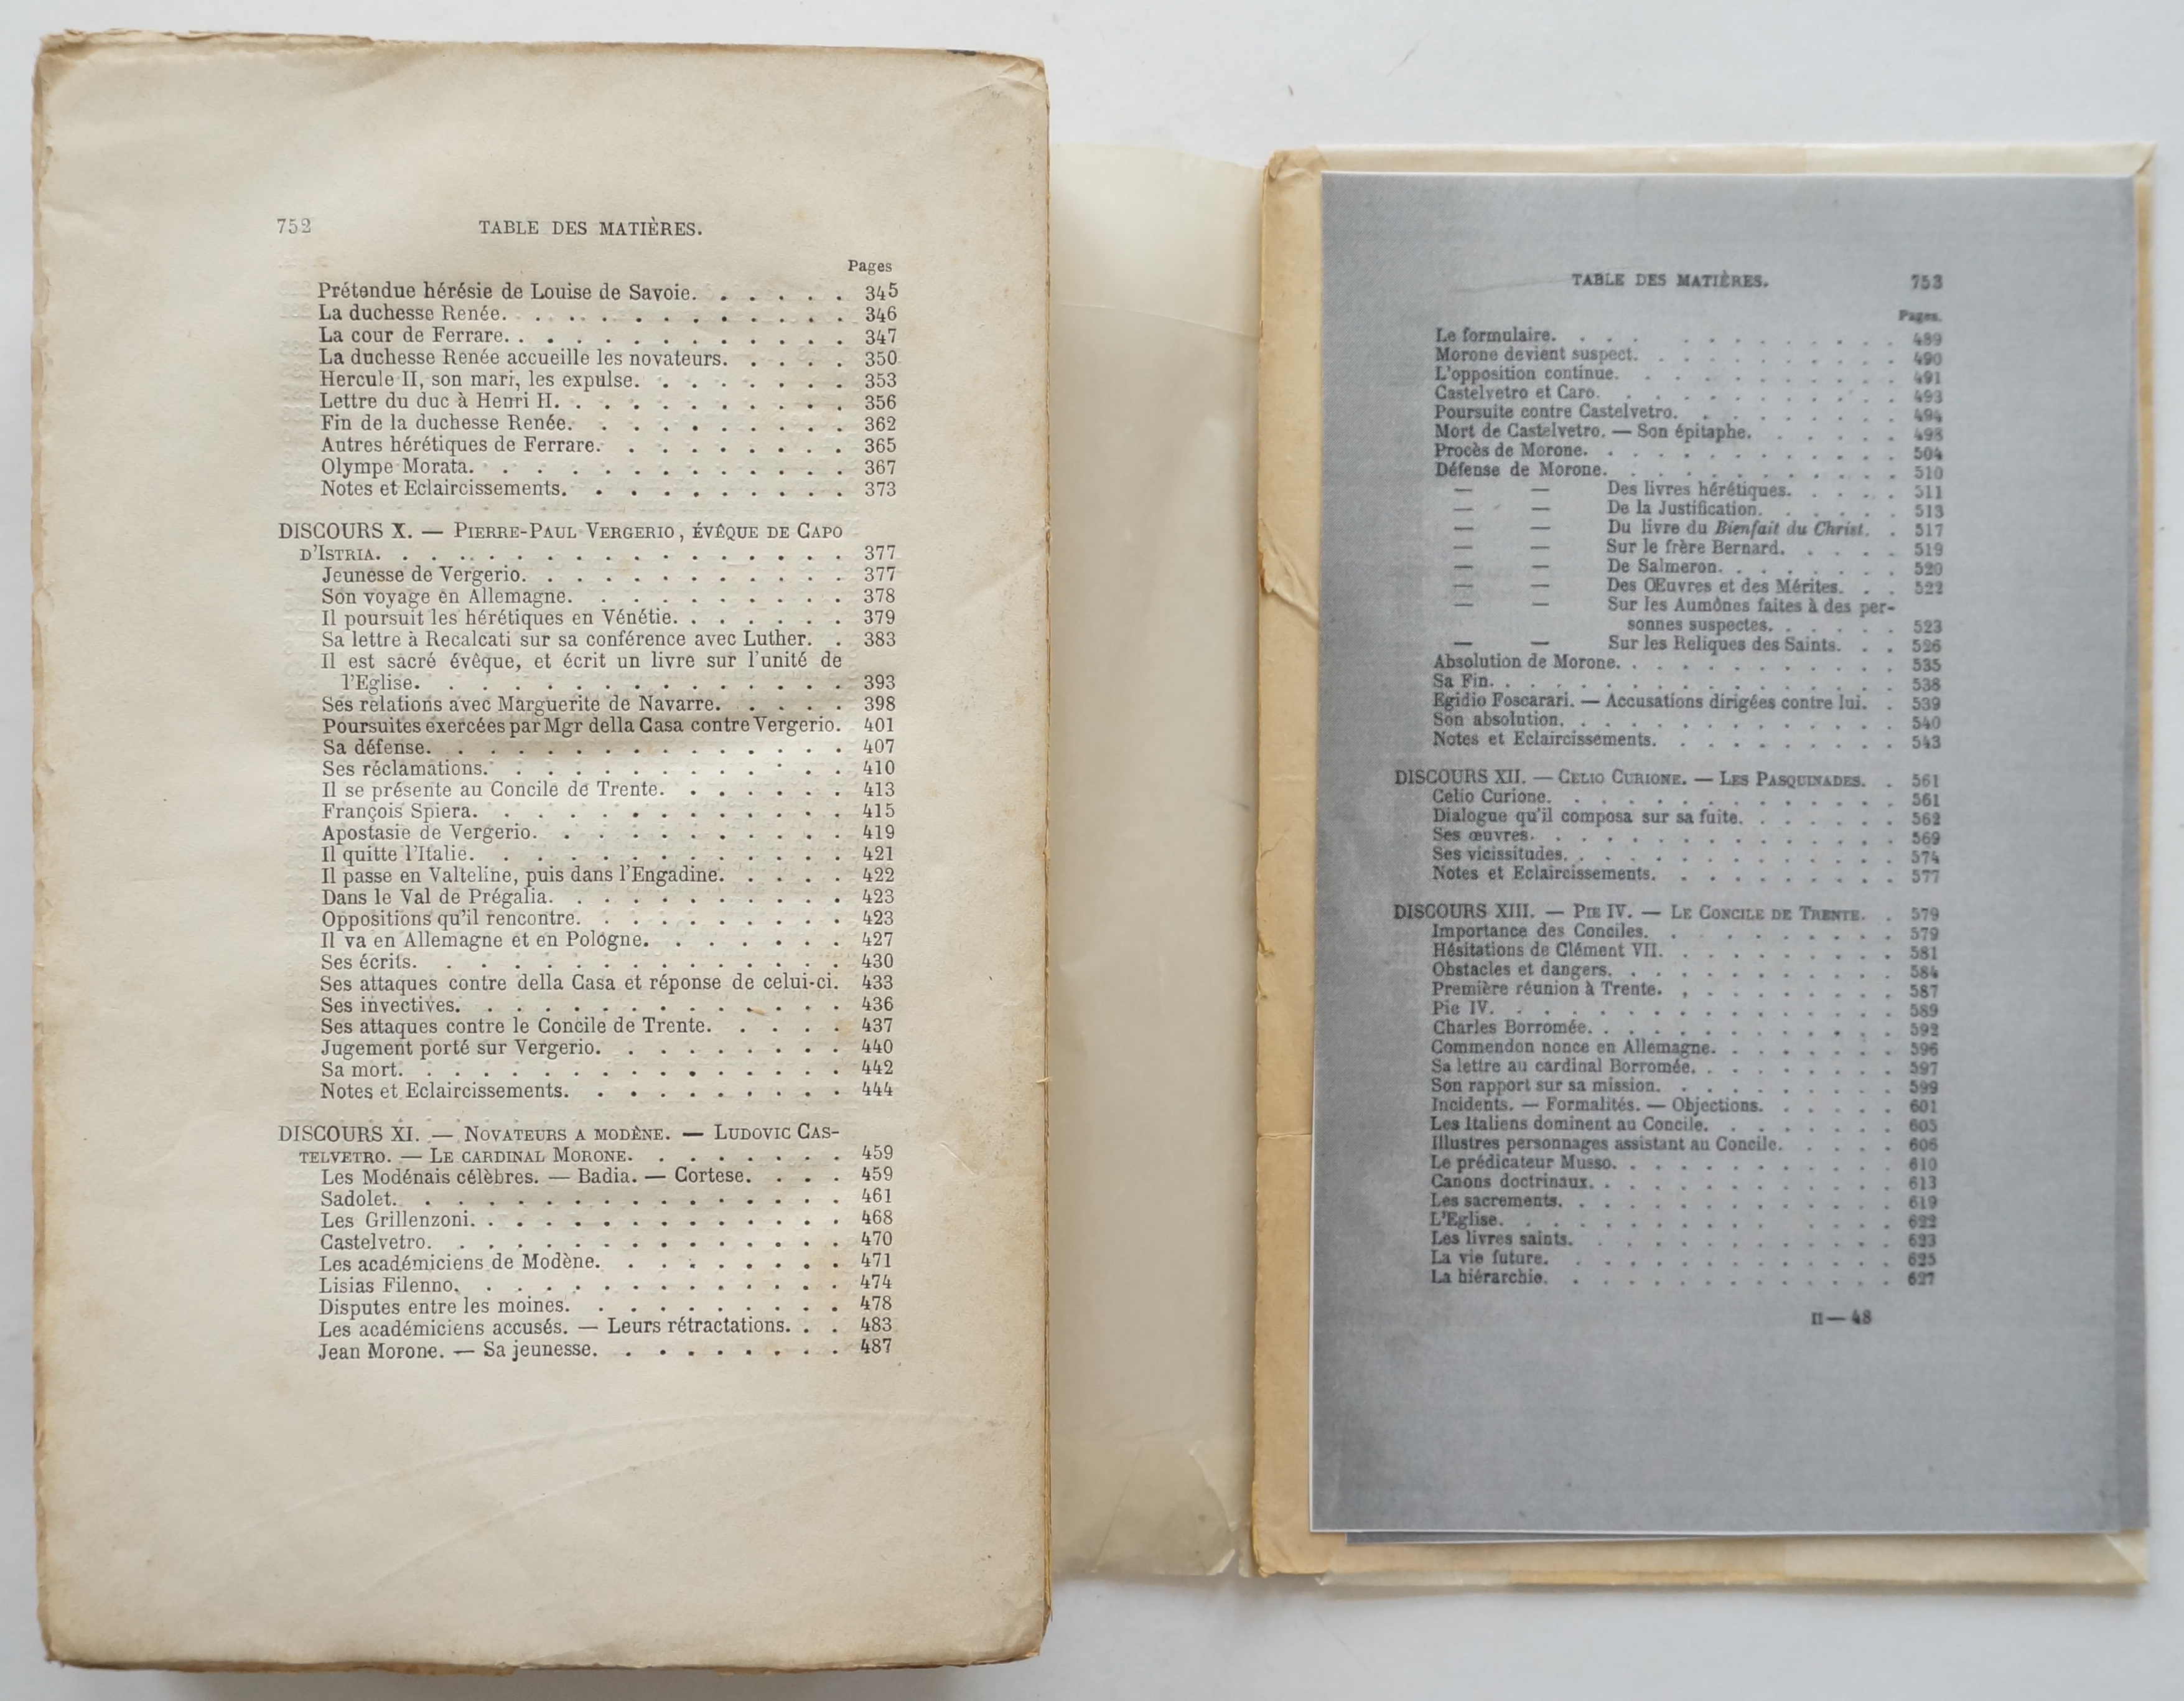 752 TABLE DES MATIÈRES.
Pages
Prétendue hérésie de Louise de Savoie. . . . . . 345
La duchesse Renée. . . . . . . . . . . . 346
La cour de Ferrare. . . . . . . . . . . . 347
La duchesse Renée accueille les novateurs. . . . . 350
Hercule II, son mari, les expulse. . . . . . . . 353
Lettre du duc à Henri II. . . . . . . . . . 356
Fin de la duchesse Renée. . . . . . . . . 362
Autres hérétiques de Ferrare. . . . . . . . 365
Olympe Morata. . . . . . . . . . . . 367
Notes et Eclaircissements. . . . . . . . . 373
DISCOURS X. — PIERRE-PAUL VERGERIO, ÉVÊQUE DE CAPO
D'ISTRIA. . . . . . . . . . . . . . 377
Jeunesse de Vergerio. . . . . . . . . . . 377
Son voyage en Allemagne. . . . . . . . . 378
Il poursuit les hérétiques en Vénétie. . . . . . . 379
Sa lettre à Recalcati sur sa conférence avec Luther. . 383
Il est sacré évêque, et écrit un livre sur l'unité de
l'Eglise. . . . . . . . . . . . . . 393
Ses relations avec Marguerite de Navarre. . . . . 398
Poursuites exercées par Mgr della Casa contre Vergerio. 401
Sa défense. . . . . . . . . . . . . . 407
Ses réclamations. . . . . . . . . . . . 410
Il se présente au Concile de Trente. . . . . . . 413
François Spiera. . . . . . . . . . . . 415
Apostasie de Vergerio. . . . . . . . . . 419
Il quitte l'Italie. . . . . . . . . . . . 421
Il passe en Valteline, puis dans l'Engadine. . . . . 422
Dans le Val de Prégalia. . . . . . . . . . 423
Oppositions qu'il rencontre. . . . . . . . . 423
Il va en Allemagne et en Pologne. . . . . . . 427
Ses écrits. . . . . . . . . . . . . . 430
Ses attaques contre della Casa et réponse de celui-ci. 433
Ses invectives. . . . . . . . . . . . . 436
Ses attaques contre le Concile de Trente. . . . . 437
Jugement porté sur Vergerio. . . . . . . . 440
Sa mort. . . . . . . . . . . . . . . 442
Notes et Eclaircissements. . . . . . . . . 444
DISCOURS XI. — NOVATEURS A MODÈNE. — LUDOVIC CAS-
TELVETRO. — LE CARDINAL MORONE. . . . . . . . 459
Les Modénais célèbres. — Badia. — Cortese. . . . 459
Sadolet. . . . . . . . . . . . . . . 461
Les Grillenzoni. . . . . . . . . . . . . 468
Castelvetro. . . . . . . . . . . . . . 470
Les académiciens de Modène. . . . . . . . 471
Lisias Filenno. . . . . . . . . . . . . 474
Disputes entre les moines. . . . . . . . . 478
Les académiciens accusés. — Leurs rétractations. . . 483
Jean Morone. — Sa jeunesse. . . . . . . . 487
TABLE DES MATIÈRES. 753
Pages.
Le formulaire. . . . . . . . . . . . 489
Morone devient suspect. . . . . . . . . . 490
L'opposition continue. . . . . . . . . . . 491
Castelvetro et Caro. . . . . . . . . . . 493
Poursuite contre Castelvetro. . . . . . . . 494
Mort de Castelvetro. — Son épitaphe. . . . . . 498
Procès de Morone. . . . . . . . . . . . 504
Défense de Morone. . . . . . . . . . . 510
— — Des livres hérétiques. . . . . 511
— — De la Justification. . . . . . 513
— — Du livre du Bienfait du Christ. . 517
— — Sur le frère Bernard. . . . . 519
— — De Salmeron. . . . . . . . 520
— — Des Œuvres et des Mérites. . . 522
— — Sur les Aumônes faites à des per-
sonnes suspectes. . . . . . 523
— — Sur les Reliques des Saints. . . 526
Absolution de Morone. . . . . . . . . . . 535
Sa Fin. . . . . . . . . . . . . . . 538
Egidio Foscarari. — Accusations dirigées contre lui. . 539
Son absolution. . . . . . . . . . . . . 540
Notes et Eclaircissements. . . . . . . . . 543
DISCOURS XII. — CELIO CURIONE. — LES PASQUINADES. . 561
Celio Curione. . . . . . . . . . . . . 561
Dialogue qu'il composa sur sa fuite. . . . . . . 562
Ses œuvres. . . . . . . . . . . . . . 569
Ses vicissitudes. . . . . . . . . . . . . 574
Notes et Eclaircissements. . . . . . . . . 577
DISCOURS XIII. — PIE IV. — LE CONCILE DE TRENTE. . 579
Importance des Conciles. . . . . . . . . . 579
Hésitations de Clément VII. . . . . . . . . 581
Obstacles et dangers. . . . . . . . . . . 584
Première réunion à Trente. . . . . . . . . 587
Pie IV. . . . . . . . . . . . . . . 589
Charles Borromée. . . . . . . . . . . . 592
Commendon nonce en Allemagne. . . . . . . 596
Sa lettre au cardinal Borromée. . . . . . . . 597
Son rapport sur sa mission. . . . . . . . . 599
Incidents. — Formalités. — Objections. . . . . . 601
Les Italiens dominent au Concile. . . . . . . . 605
Illustres personnages assistant au Concile. . . . . 606
Le prédicateur Musso. . . . . . . . . . . 610
Canons doctrinaux. . . . . . . . . . . . 613
Les sacrements. . . . . . . . . . . . . 619
L'Eglise. . . . . . . . . . . . . . . 622
Les livres saints. . . . . . . . . . . . 623
La vie future. . . . . . . . . . . . . 625
La hiérarchie. . . . . . . . . . . . . 627
II — 48